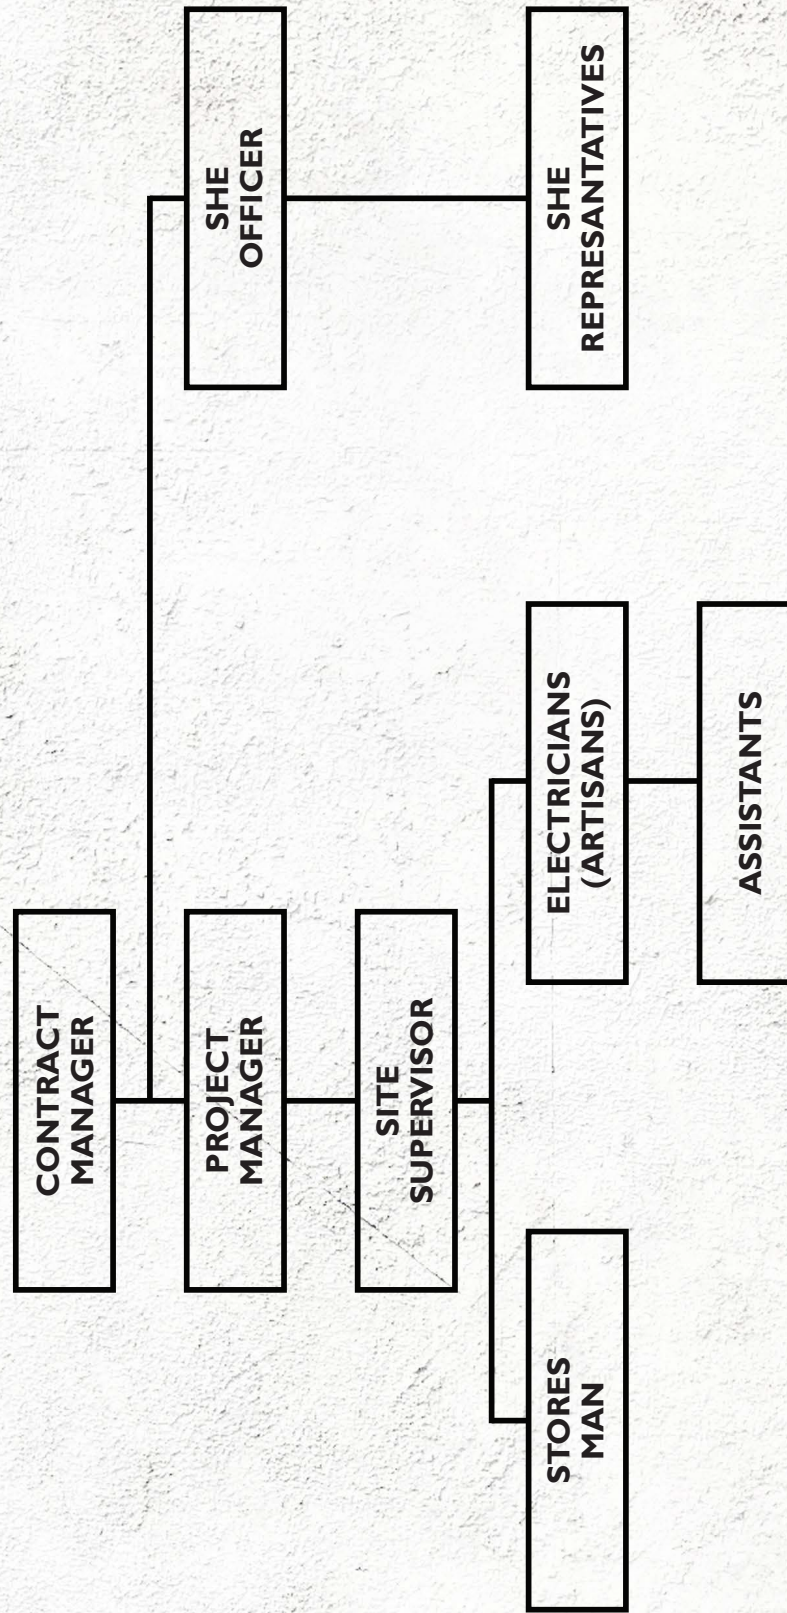 CONTRACT
MANAGER
PROJECT
MANAGER
SHE
OFFICER
SITE
SUPERVISOR
STORES
MAN
ELECTRICIANS
(ARTISANS)
SHE
REPRESANTATIVES
ASSISTANTS